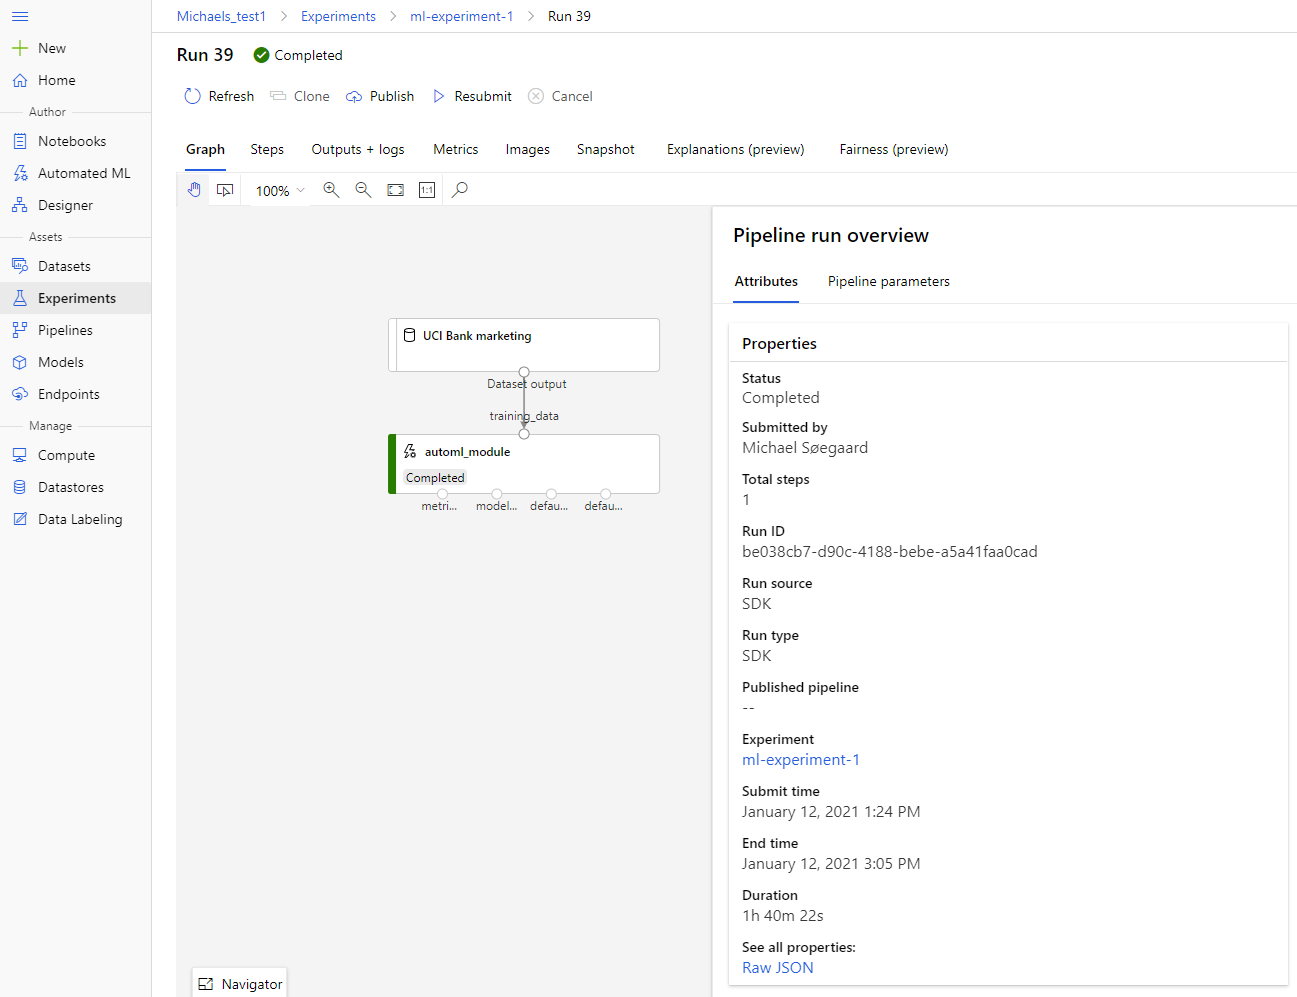 Michaels_test1 > Experiments > ml-experiment-1 > Run 39
New
Home
Author
Notebooks
Automated ML
Designer
Assets
Datasets
Experiments
Pipelines
Models
Endpoints
Manage
Compute
Datastores
Data Labeling
Run 39 Completed
Refresh Clone Publish Resubmit Cancel
Graph Steps Outputs + logs Metrics Images Snapshot Explanations (preview) Fairness (preview)
100% 1:1
UCI Bank marketing
Dataset output
training_data
automl_module
Completed
metri... model... defau... defau...
Navigator
Pipeline run overview
Attributes Pipeline parameters
Properties
Status
Completed
Submitted by
Michael Søegaard
Total steps
1
Run ID
be038cb7-d90c-4188-bebe-a5a41faa0cad
Run source
SDK
Run type
SDK
Published pipeline
--
Experiment
ml-experiment-1
Submit time
January 12, 2021 1:24 PM
End time
January 12, 2021 3:05 PM
Duration
1h 40m 22s
See all properties:
Raw JSON